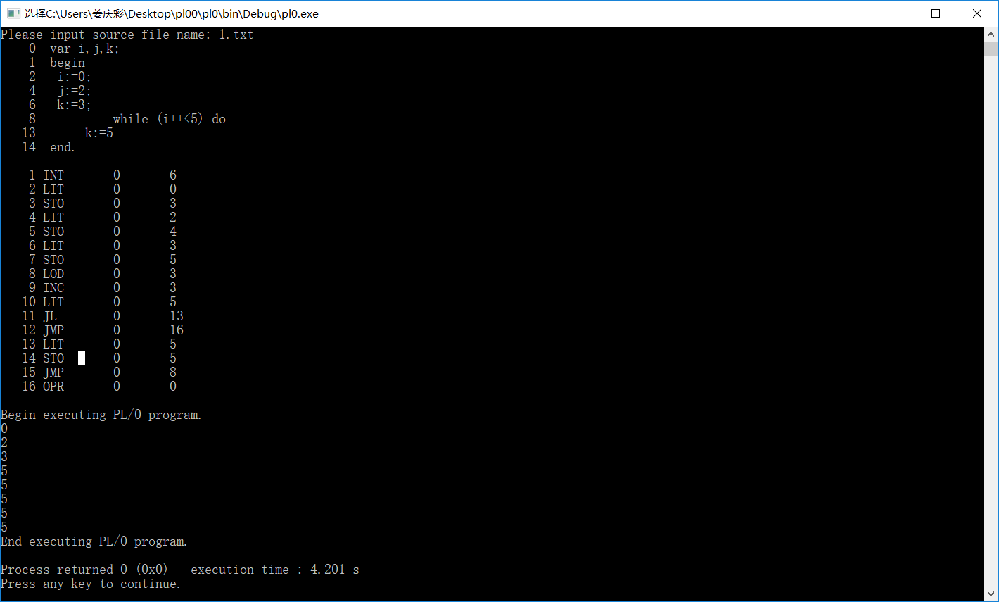 选择C:\Users\姜庆彩\Desktop\pl00\pl0\bin\Debug\pl0.exe
Please input source file name: 1.txt
0 var i,j,k;
1 begin
2 i:=0;
4 j:=2;
6 k:=3;
8 while (i++<5) do
13 k:=5
14 end.
1 INT 0 6
2 LIT 0 0
3 STO 0 3
4 LIT 0 2
5 STO 0 4
6 LIT 0 3
7 STO 0 5
8 LOD 0 3
9 INC 0 3
10 LIT 0 5
11 JL 0 13
12 JMP 0 16
13 LIT 0 5
14 STO 0 5
15 JMP 0 8
16 OPR 0 0
Begin executing PL/0 program.
0
2
3
5
5
5
5
5
End executing PL/0 program.
Process returned 0 (0x0) execution time : 4.201 s
Press any key to continue.